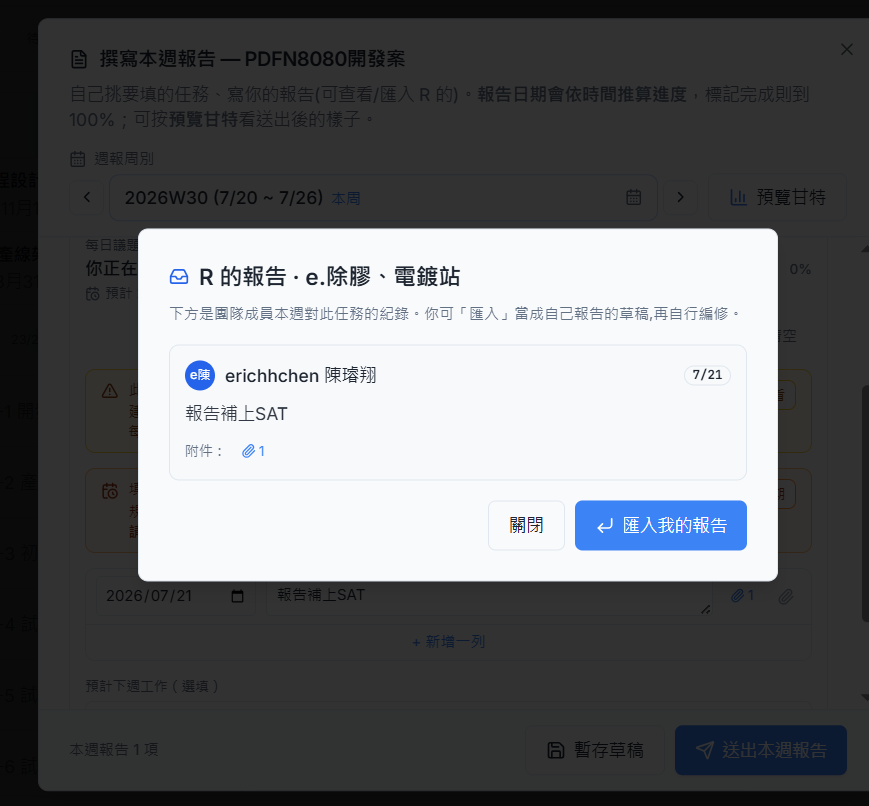 撰寫本週報告 — PDFN8080開發案
自己挑要填的任務、寫你的報告(可查看/匯入 R 的)。報告日期會依時間推算進度，標記完成則到
100%；可按預覽甘特看送出後的樣子。
週報周別
2026W30 (7/20 ~ 7/26) 本周
預覽甘特
每日議題
你正在
0%
預計
R 的報告 · e.除膠、電鍍站
下方是團隊成員本週對此任務的紀錄。你可「匯入」當成自己報告的草稿,再自行編修。
e陳 erichhchen 陳璿翔 7/21
報告補上SAT
附件： 1
關閉 匯入我的報告
2026/07/21 報告補上SAT 1
+ 新增一列
預計下週工作（選填）
本週報告 1 項
暫存草稿 送出本週報告